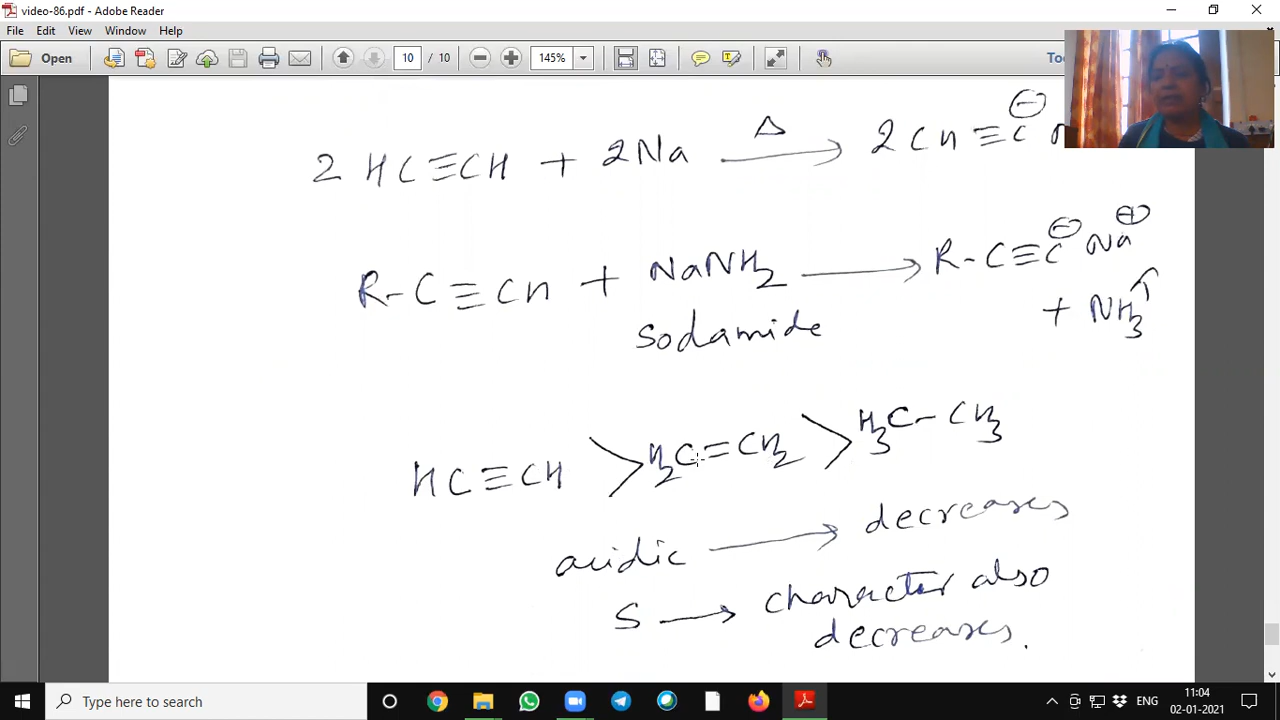 video-86.pdf - Adobe Reader
File Edit View Window Help
Open 10 / 10 145%
2 HC≡CH + 2Na —Δ→ 2 CH≡C⊖
R-C≡CH + NaNH2 → R-C≡C⊖ Na⊕
sodamide + NH3↑
HC≡CH > H2C=CH2 > H3C-CH3
acidic → decreases
S → character also
decreases.
Type here to search
ENG 11:04
02-01-2021